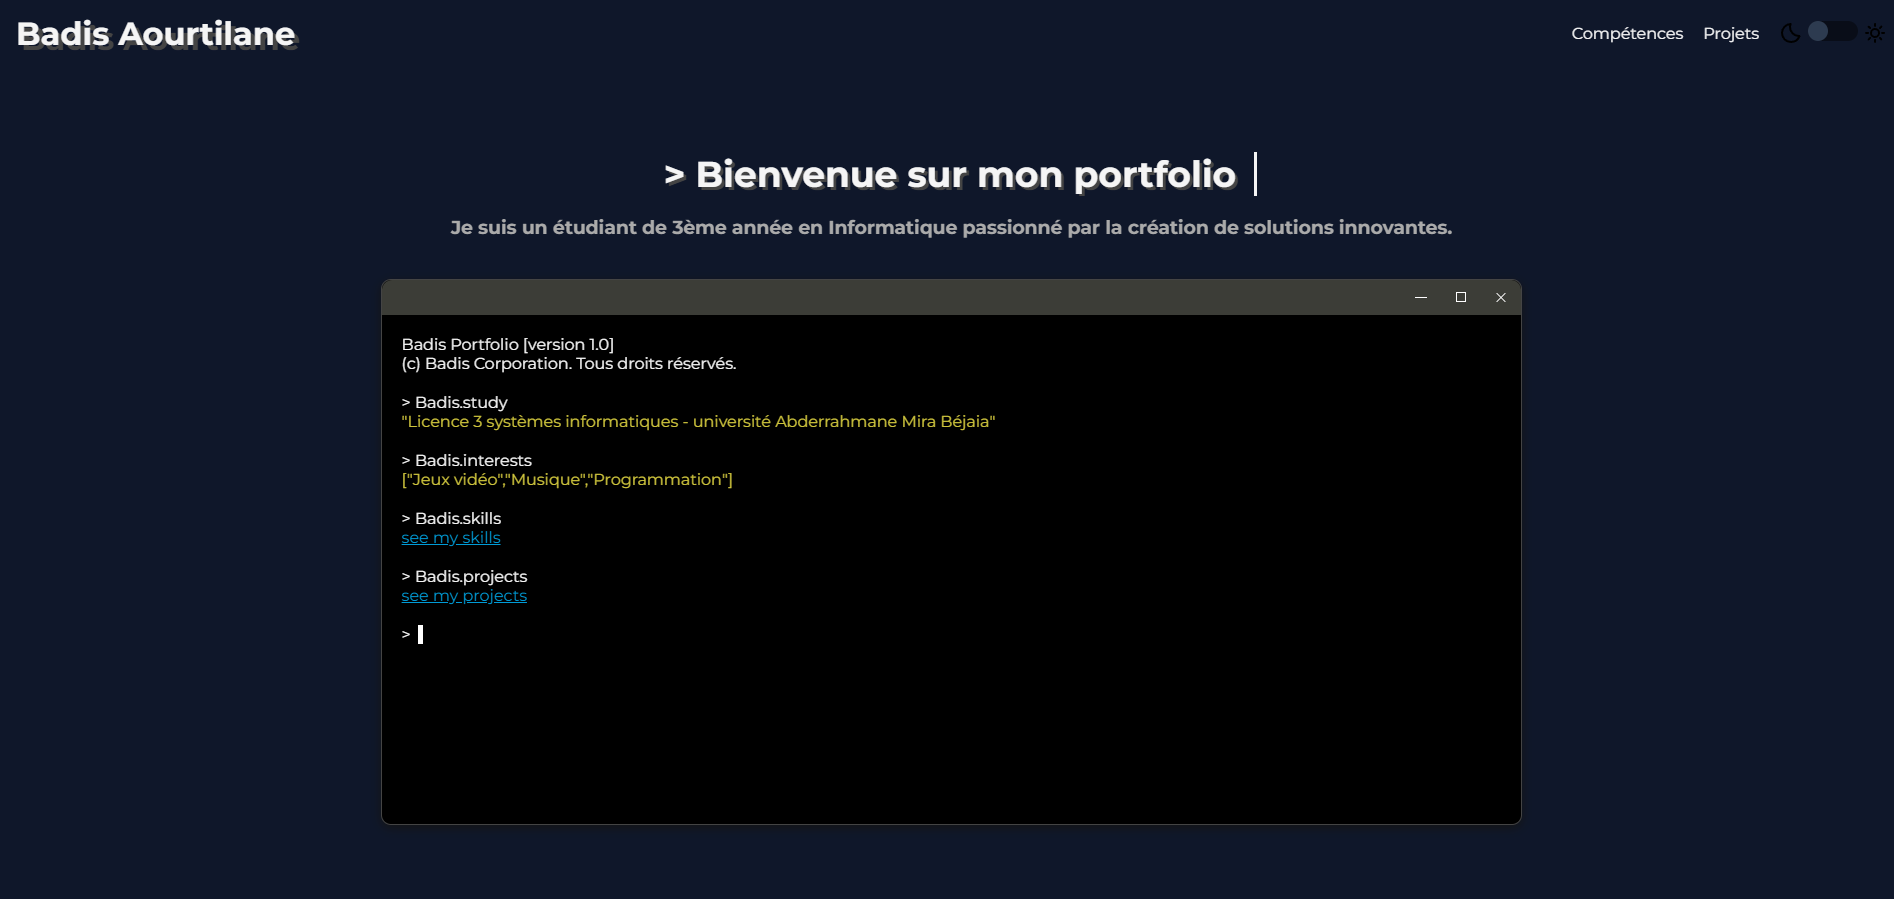 Badis Aourtilane
Compétences Projets
> Bienvenue sur mon portfolio
Je suis un étudiant de 3ème année en Informatique passionné par la création de solutions innovantes.
Badis Portfolio [version 1.0]
(c) Badis Corporation. Tous droits réservés.
> Badis.study
"Licence 3 systèmes informatiques - université Abderrahmane Mira Béjaia"
> Badis.interests
["Jeux vidéo","Musique","Programmation"]
> Badis.skills
see my skills
> Badis.projects
see my projects
>